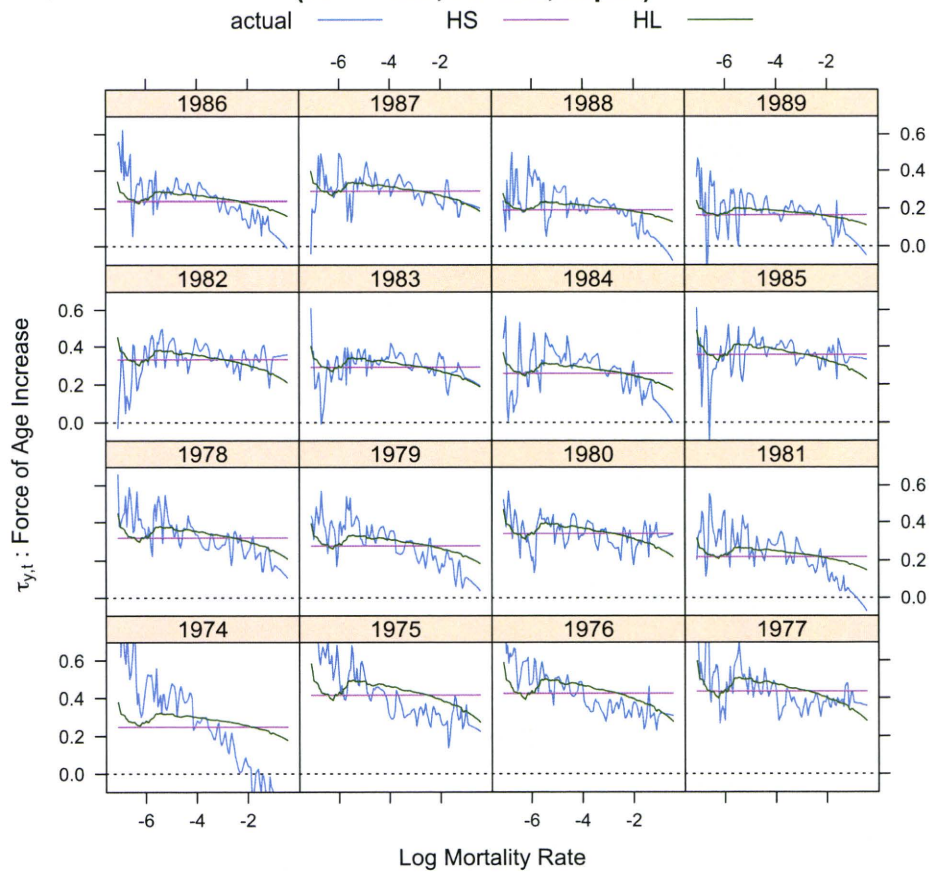 actual HS HL
-6 -4 -2 -6 -4 -2
1986 1987 1988 1989
0.6
0.4
0.2
0.0
1982 1983 1984 1985
0.6
0.4
0.2
0.0
1978 1979 1980 1981
0.6
0.4
0.2
0.0
1974 1975 1976 1977
0.6
0.4
0.2
0.0
-6 -4 -2 -6 -4 -2
τy,t : Force of Age Increase
Log Mortality Rate